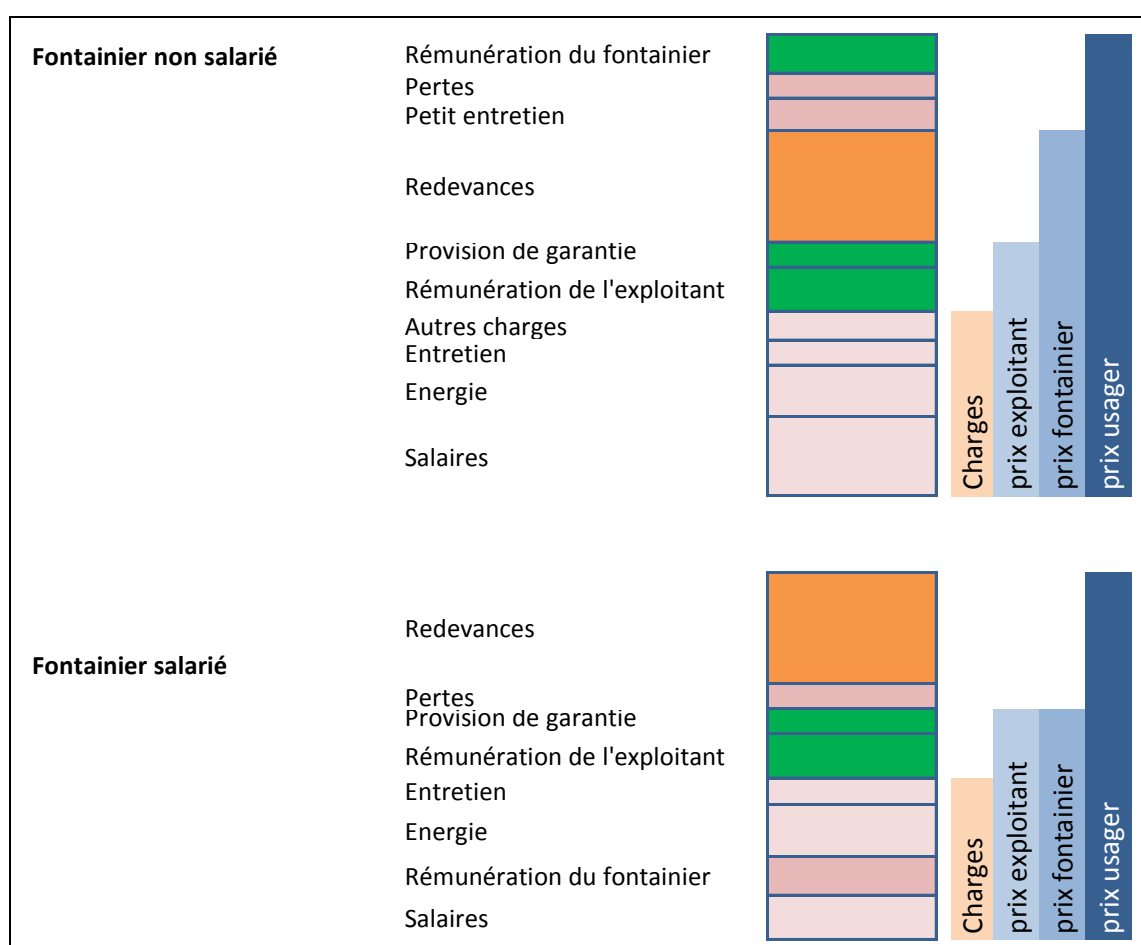 Fontainier non salarié
Rémunération du fontainier
Pertes
Petit entretien
Redevances
Provision de garantie
Rémunération de l'exploitant
Autres charges
Entretien
Energie
Salaires
Charges
prix exploitant
prix fontainier
prix usager
Fontainier salarié
Redevances
Pertes
Provision de garantie
Rémunération de l'exploitant
Entretien
Energie
Rémunération du fontainier
Salaires
Charges
prix exploitant
prix fontainier
prix usager